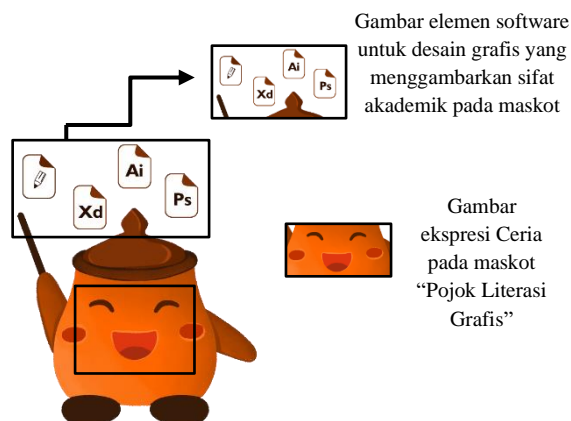 Gambar elemen software
untuk desain grafis yang
menggambarkan sifat
akademik pada maskot
Ai
Xd
Ps
Ai
Ps
Xd
Gambar
ekspresi Ceria
pada maskot
“Pojok Literasi
Grafis”